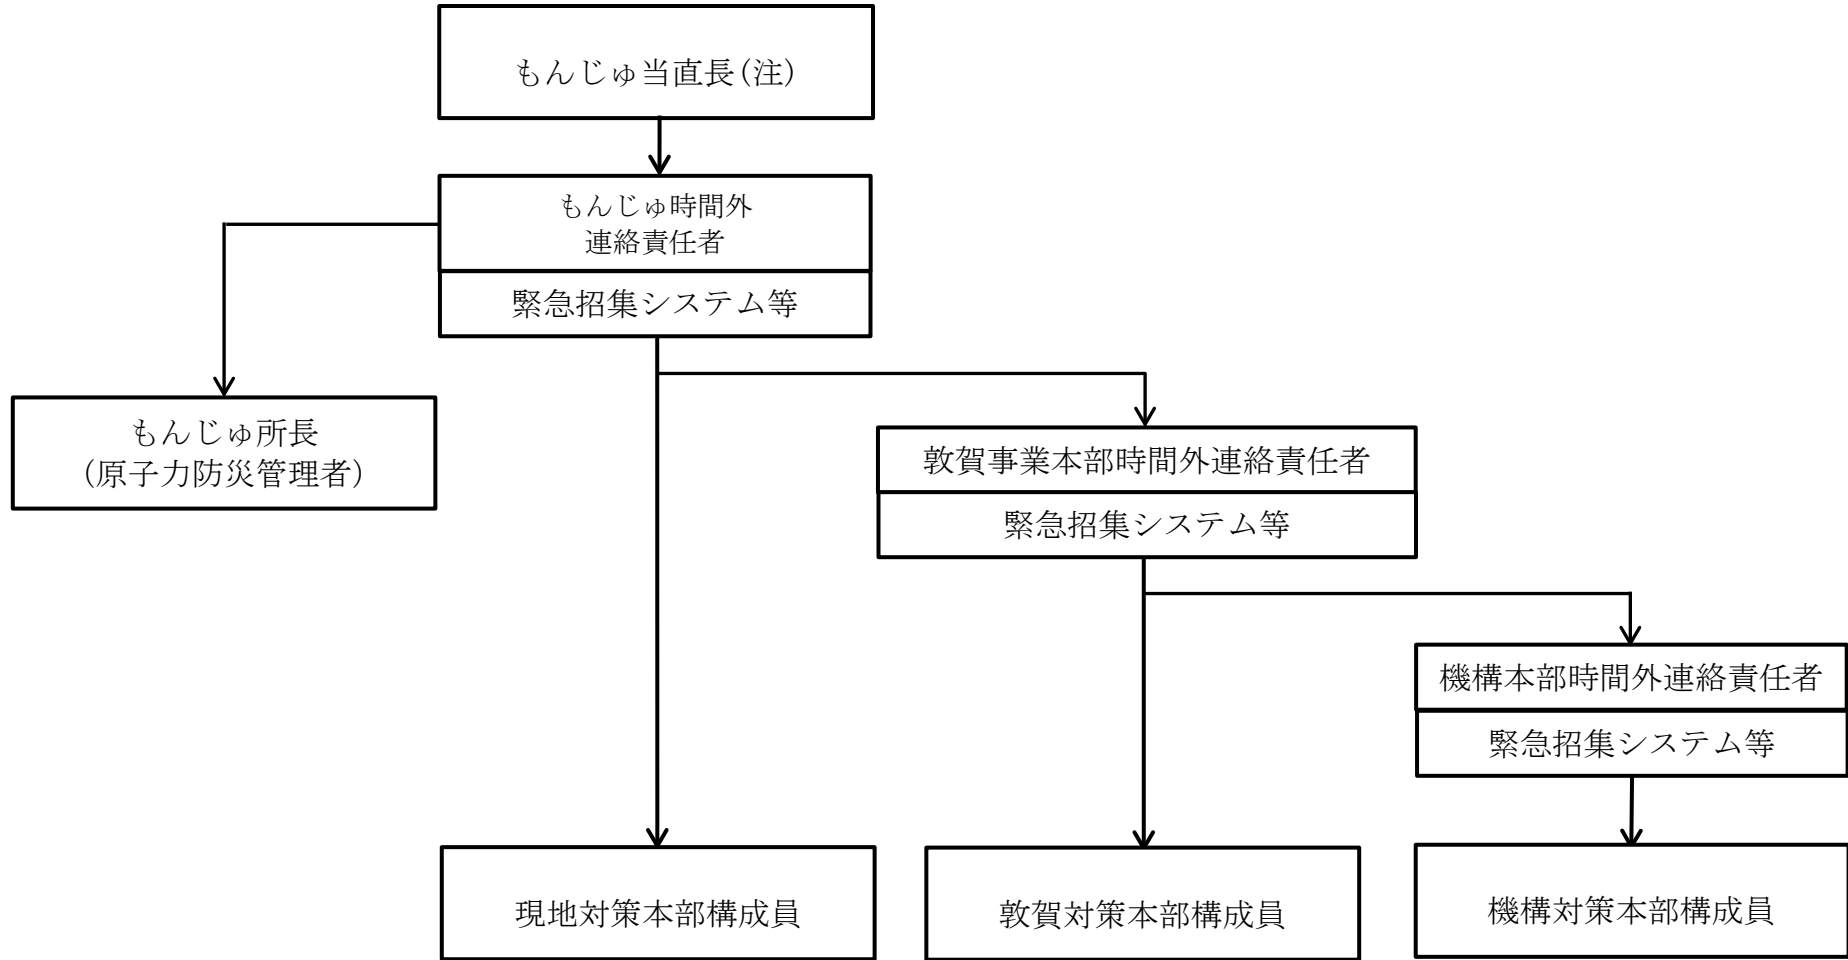 もんじゅ当直長(注)
もんじゅ時間外
連絡責任者
緊急招集システム等
もんじゅ所長
(原子力防災管理者)
敦賀事業本部時間外連絡責任者
緊急招集システム等
機構本部時間外連絡責任者
緊急招集システム等
現地対策本部構成員
敦賀対策本部構成員
機構対策本部構成員